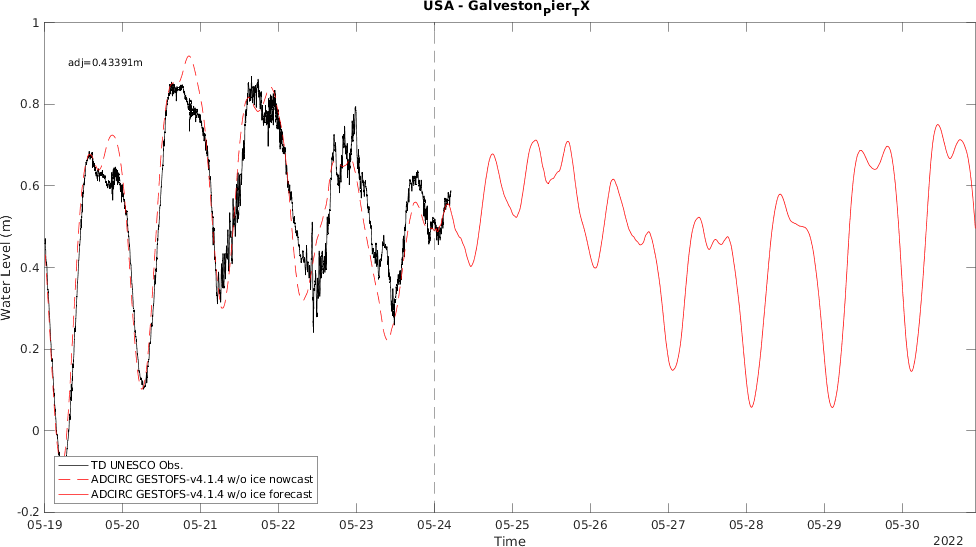 USA - Galveston_Pier_TX
1
adj=0.43391m
0.8
0.6
0.4
0.2
0
-0.2
Water Level (m)
TD UNESCO Obs.
ADCIRC GESTOFS-v4.1.4 w/o ice nowcast
ADCIRC GESTOFS-v4.1.4 w/o ice forecast
05-19 05-20 05-21 05-22 05-23 05-24 05-25 05-26 05-27 05-28 05-29 05-30
Time
2022